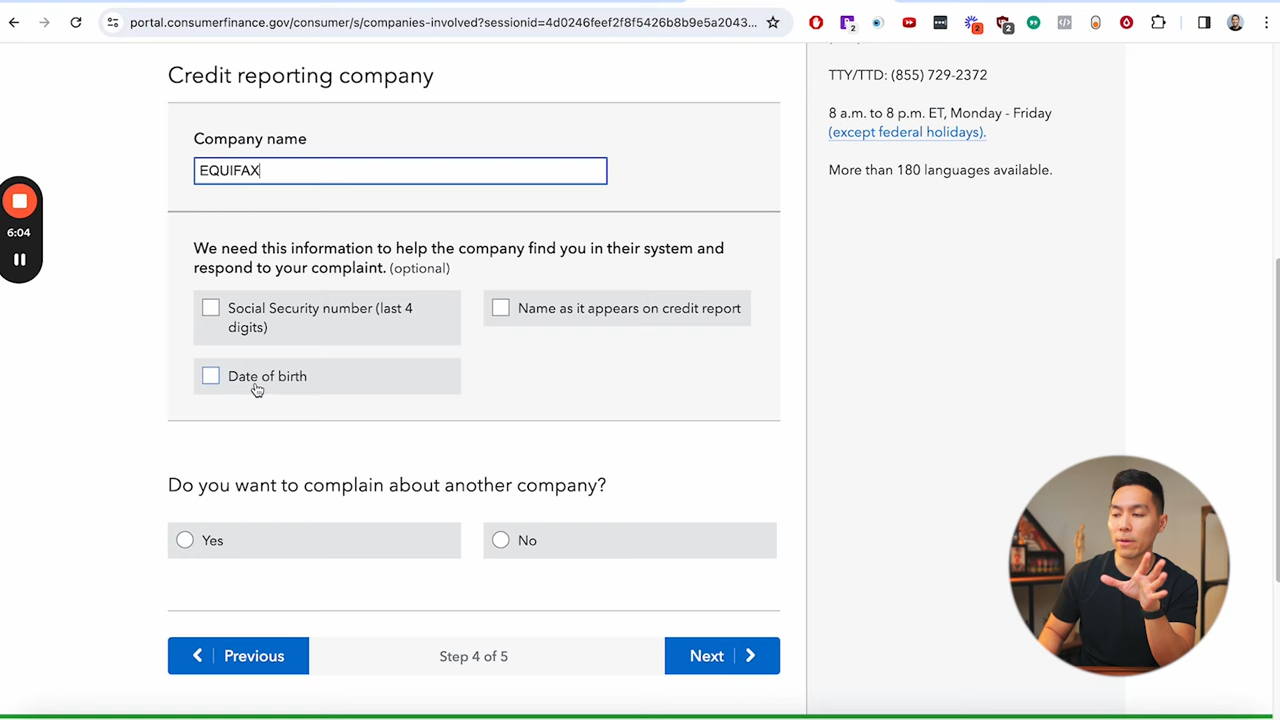 portal.consumerfinance.gov/consumer/s/companies-involved?sessionid=4d0246feef2f8f5426b8b9e5a2043...
2
2
2
Credit reporting company
TTY/TTD: (855) 729-2372
8 a.m. to 8 p.m. ET, Monday - Friday
(except federal holidays).
More than 180 languages available.
Company name
EQUIFAX
6:04
We need this information to help the company find you in their system and
respond to your complaint. (optional)
Social Security number (last 4
digits)
Name as it appears on credit report
Date of birth
Do you want to complain about another company?
Yes
No
Previous
Step 4 of 5
Next